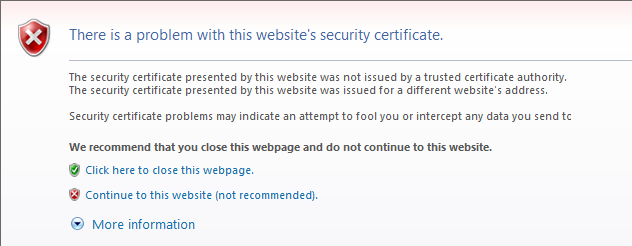 There is a problem with this website's security certificate.
The security certificate presented by this website was not issued by a trusted certificate authority.
The security certificate presented by this website was issued for a different website's address.
Security certificate problems may indicate an attempt to fool you or intercept any data you send to
We recommend that you close this webpage and do not continue to this website.
Click here to close this webpage.
Continue to this website (not recommended).
More information